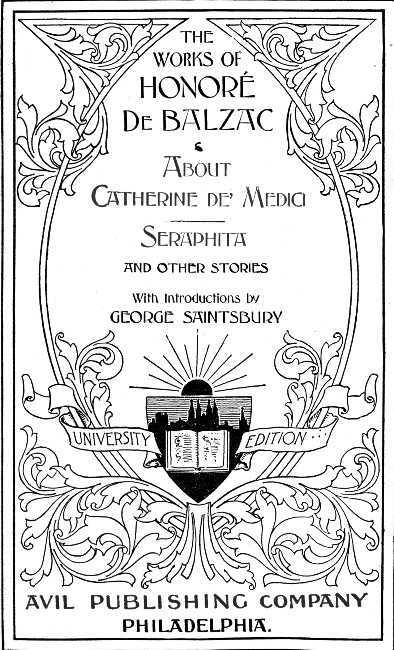 THE
WORKS OF
HONORÉ
DE BALZAC
ABOUT
CATHERINE DE' MEDICI
SERAPHITA
AND OTHER STORIES
With Introductions by
GEORGE SAINTSBURY
UNIVERSITY EDITION...
AVIL PUBLISHING COMPANY
PHILADELPHIA.